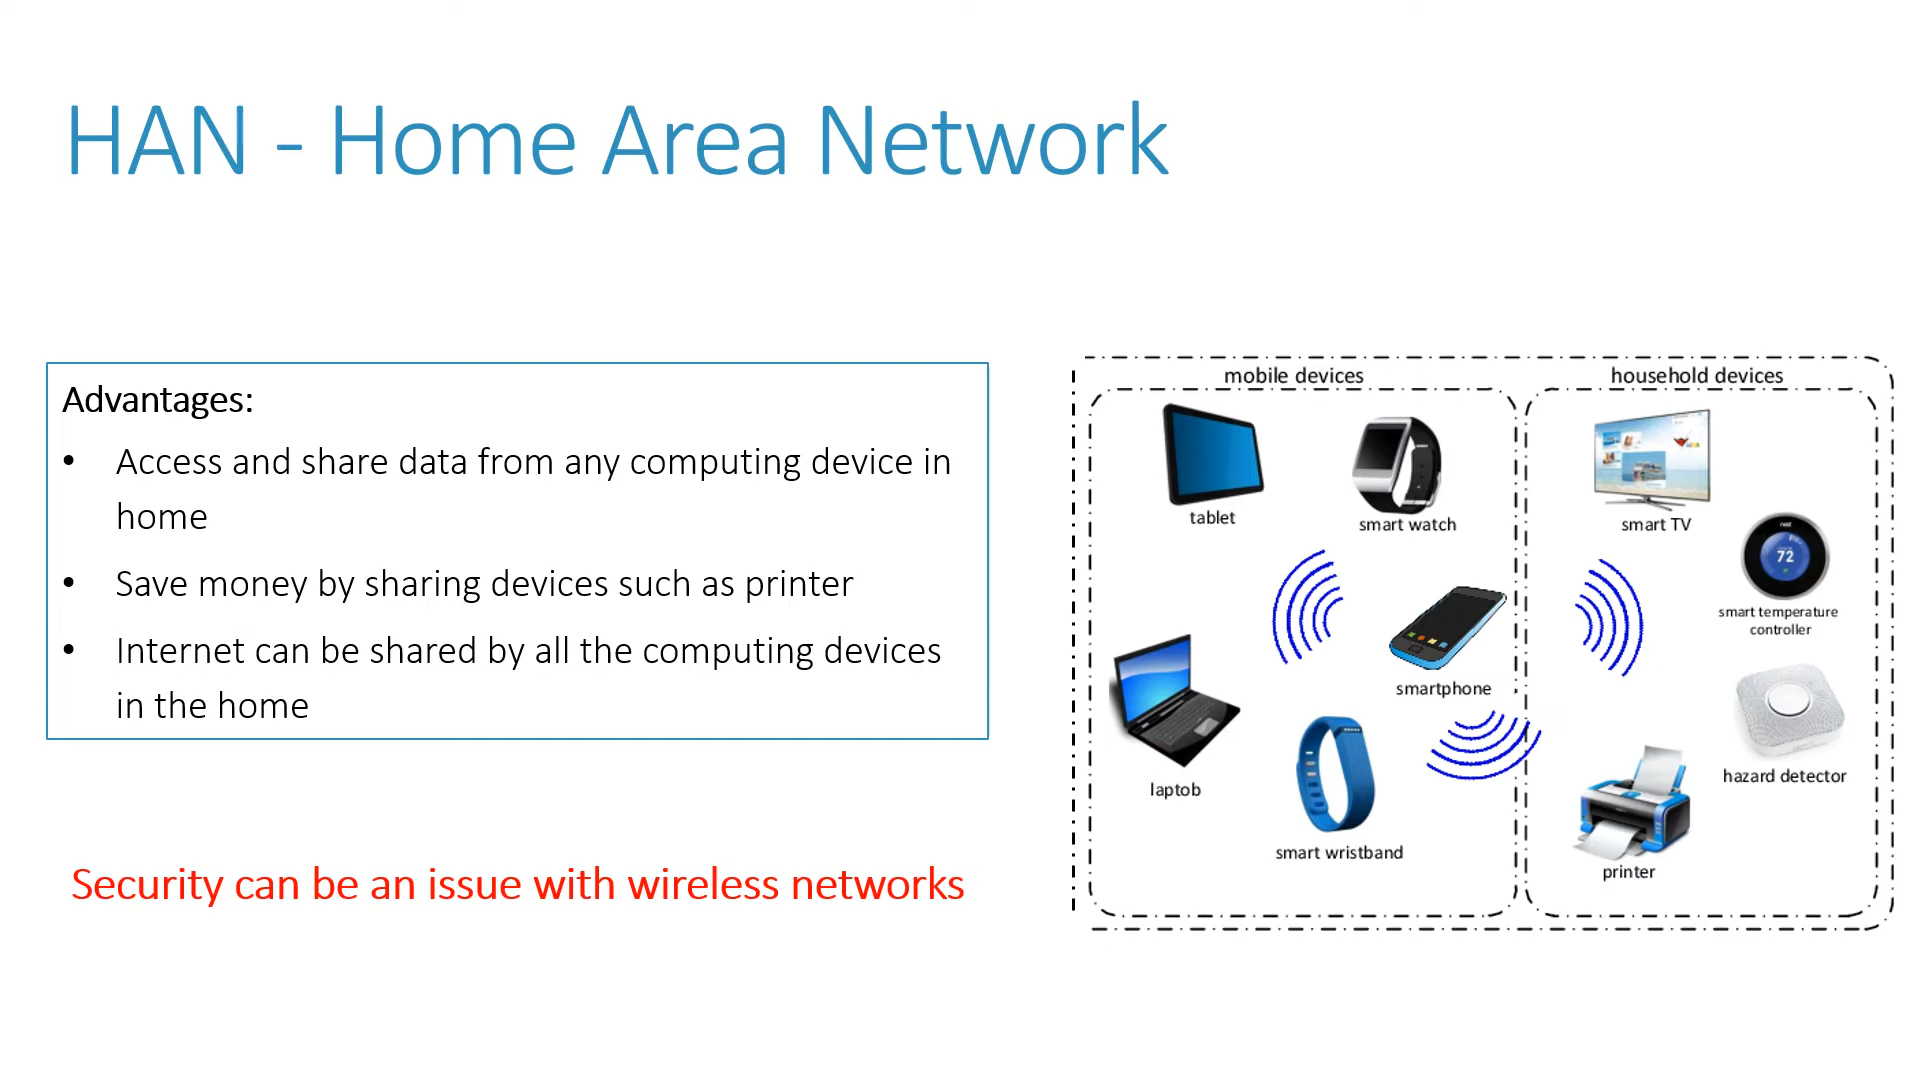 HAN - Home Area Network
Advantages:
• Access and share data from any computing device in
home
• Save money by sharing devices such as printer
• Internet can be shared by all the computing devices
in the home
Security can be an issue with wireless networks
mobile devices
tablet
smart watch
smartphone
laptob
smart wristband
household devices
smart TV
nest
72
smart temperature
controller
hazard detector
printer